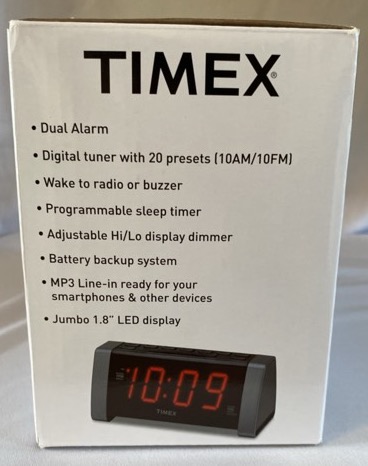 TIMEX®
• Dual Alarm
• Digital tuner with 20 presets (10AM/10FM)
• Wake to radio or buzzer
• Programmable sleep timer
• Adjustable Hi/Lo display dimmer
• Battery backup system
• MP3 Line-in ready for your
smartphones & other devices
• Jumbo 1.8" LED display
10:09
TIMEX